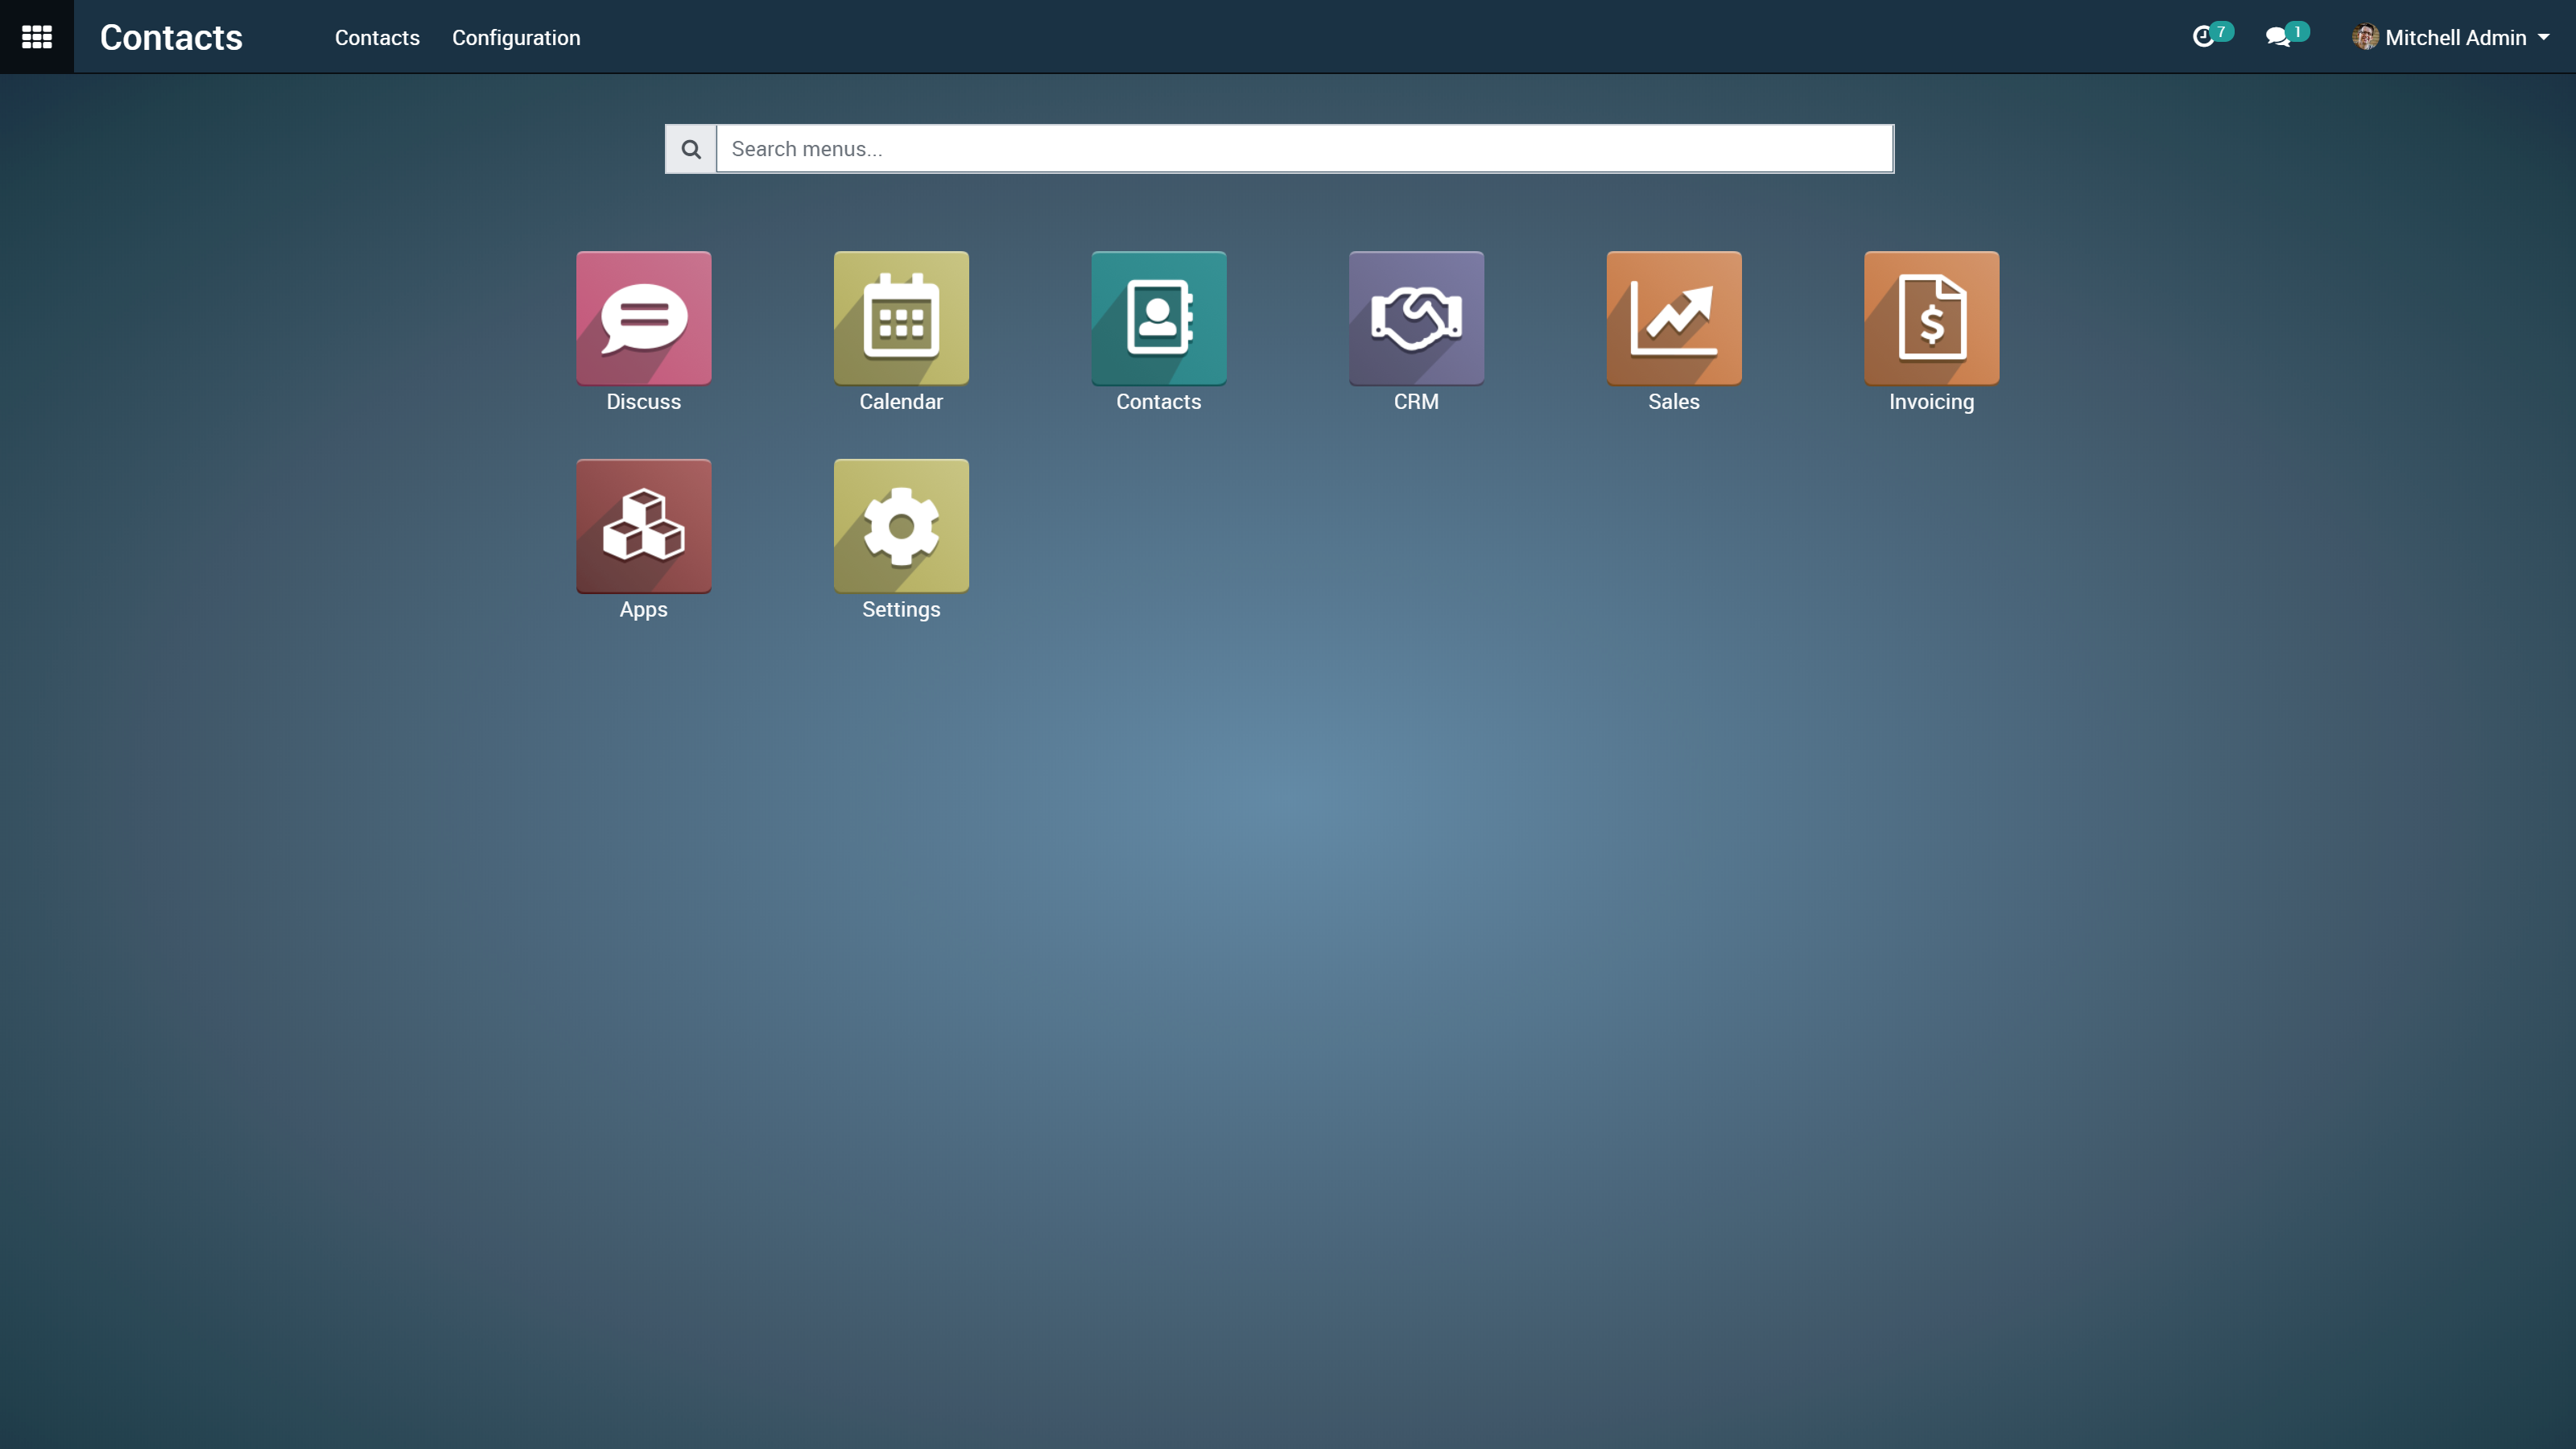 Contacts Contacts Configuration 7 1 Mitchell Admin
Search menus...
Discuss Calendar Contacts CRM Sales Invoicing
Apps Settings